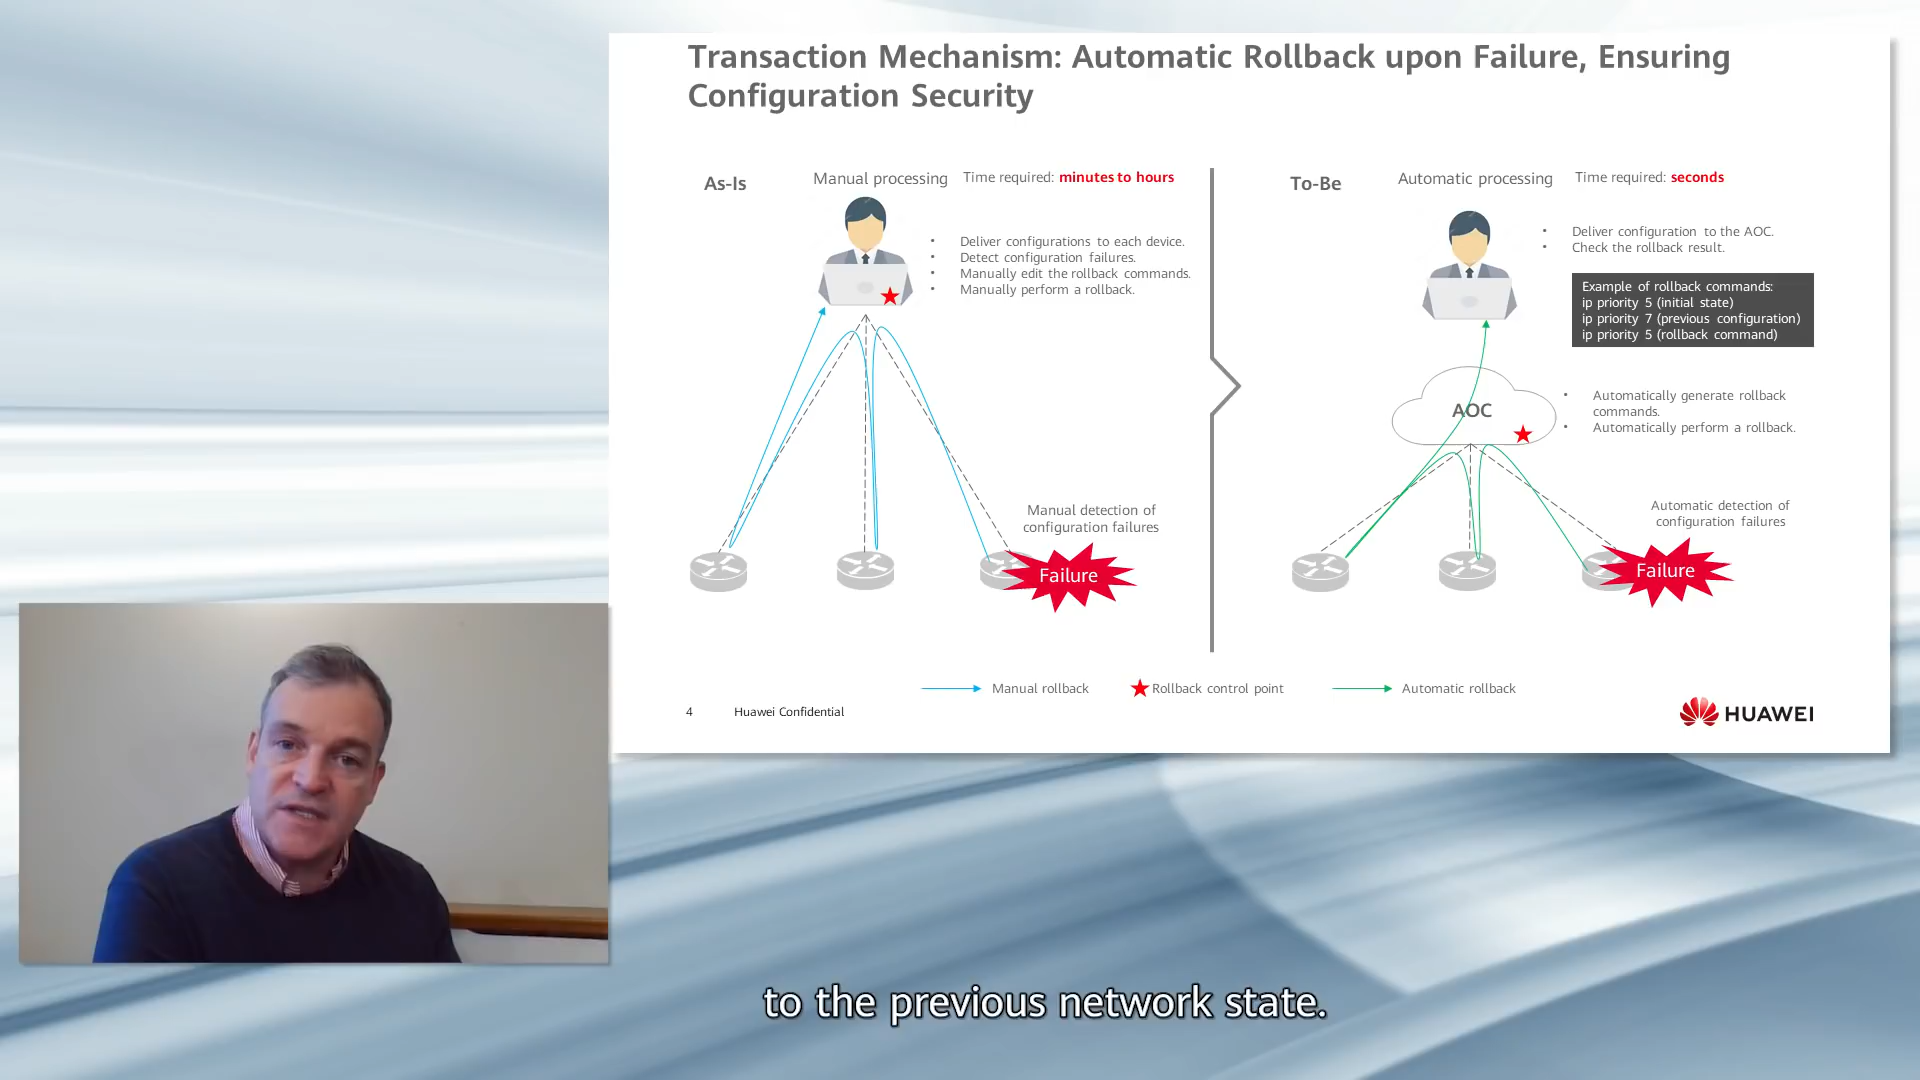 Transaction Mechanism: Automatic Rollback upon Failure, Ensuring
Configuration Security
As-Is
Manual processing
Time required: minutes to hours
• Deliver configurations to each device.
• Detect configuration failures.
• Manually edit the rollback commands.
• Manually perform a rollback.
Manual detection of
configuration failures
Failure
To-Be
Automatic processing
Time required: seconds
• Deliver configuration to the AOC.
• Check the rollback result.
Example of rollback commands:
ip priority 5 (initial state)
ip priority 7 (previous configuration)
ip priority 5 (rollback command)
AOC
• Automatically generate rollback
commands.
• Automatically perform a rollback.
Automatic detection of
configuration failures
Failure
Manual rollback
Rollback control point
Automatic rollback
4
Huawei Confidential
HUAWEI
to the previous network state.